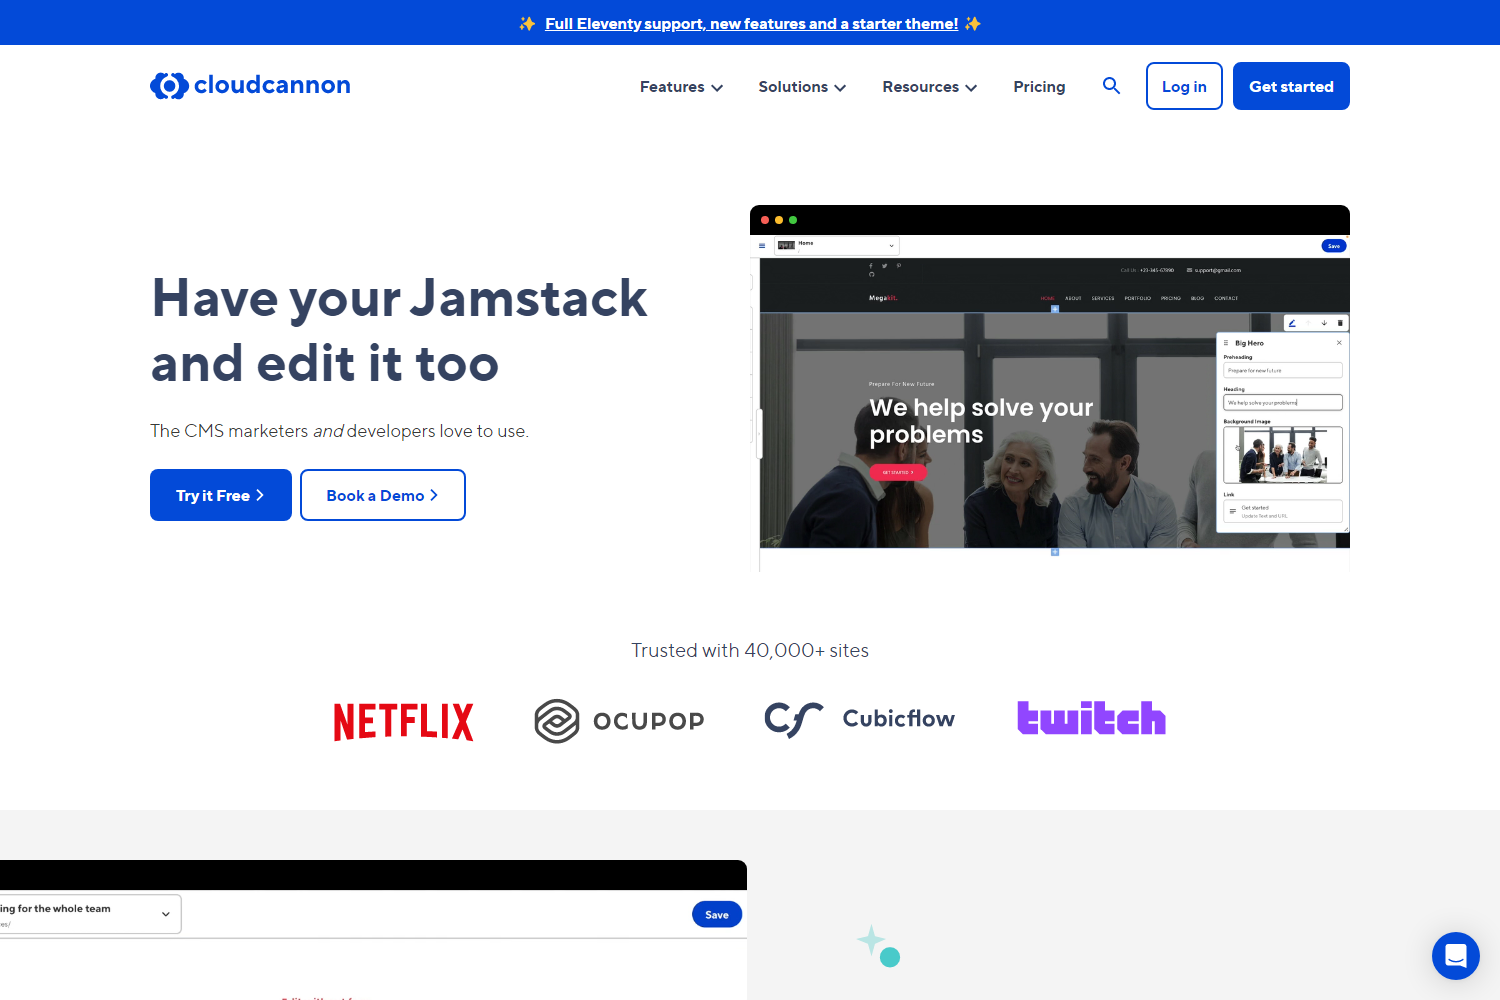 ✨ Full Eleventy support, new features and a starter theme! ✨
cloudcannon
Features
Solutions
Resources
Pricing
Log in
Get started
Have your Jamstack
and edit it too
The CMS marketers and developers love to use.
Try it Free
Book a Demo
Home
Save
Call Us : +23-345-67890
support@gmail.com
Megakit.
HOME ABOUT SERVICES PORTFOLIO PRICING BLOG CONTACT
Prepare For New Future
We help solve your
problems
GET STARTED
Big Hero
Preheading
Prepare for new future
Heading
We help solve your problems
Background Image
Link
Get started
Update Text and URL
Trusted with 40,000+ sites
NETFLIX
OCUPOP
Cubicflow
twitch
ing for the whole team
es/
Save